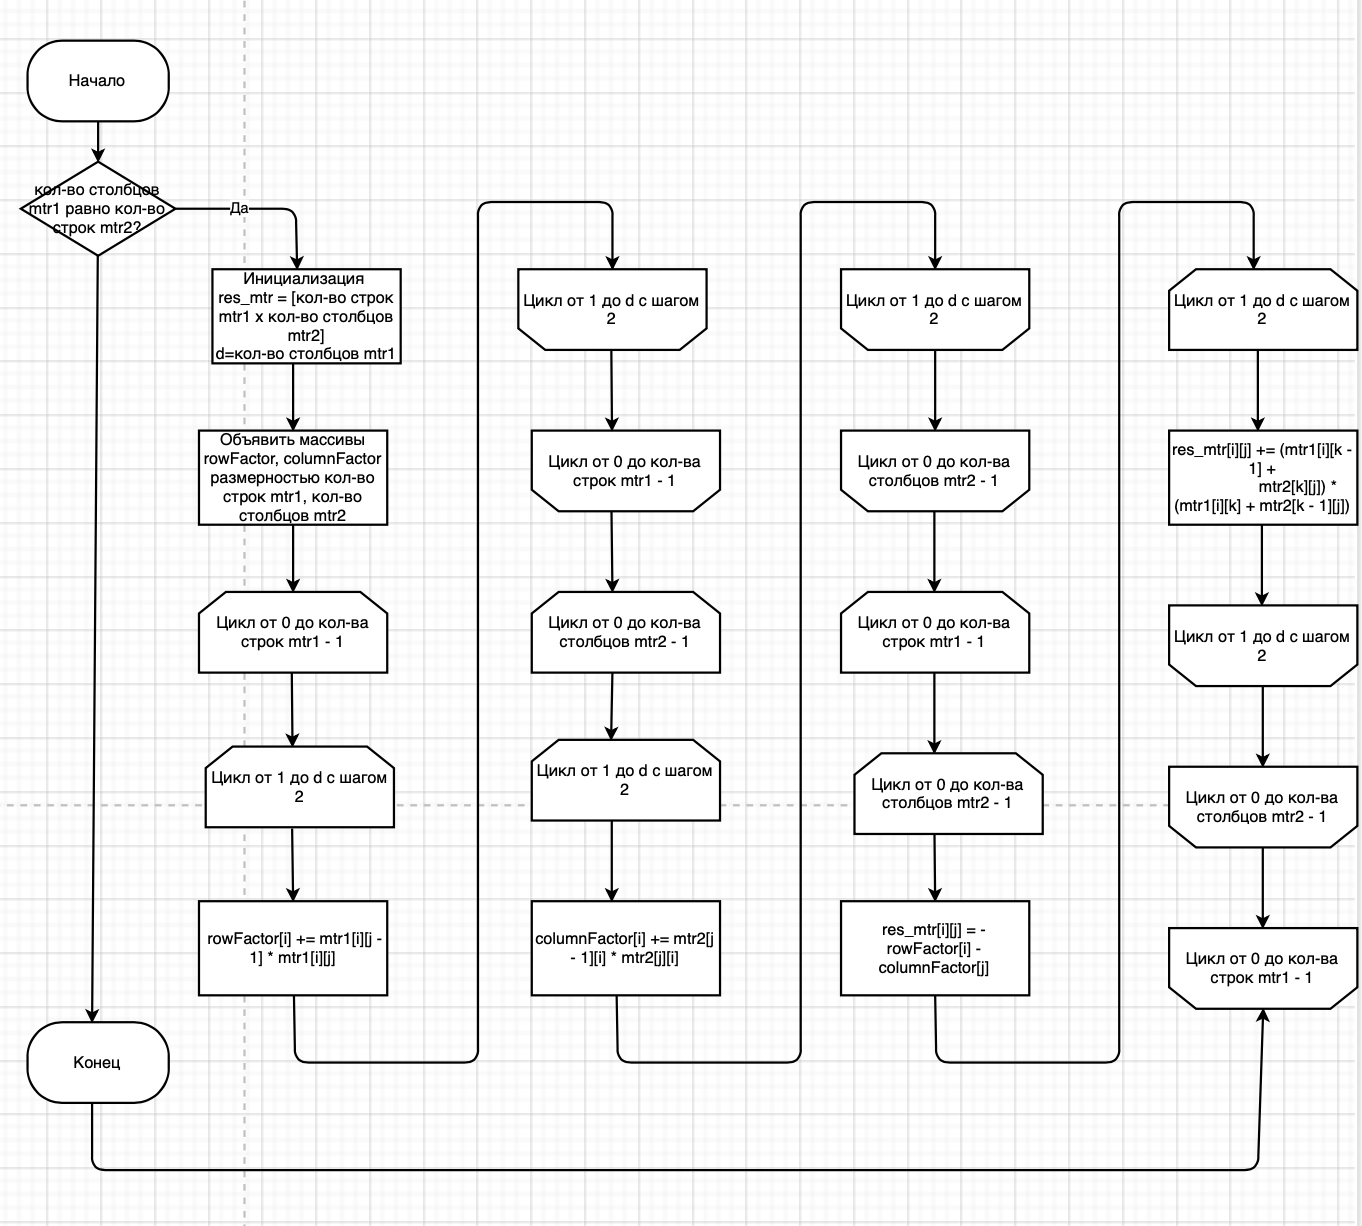 Начало
кол-во столбцов
mtr1 равно кол-во
строк mtr2?
Да
Инициализация
res_mtr = [кол-во строк
mtr1 x кол-во столбцов
mtr2]
d=кол-во столбцов mtr1
Объявить массивы
rowFactor, columnFactor
размерностью кол-во
строк mtr1, кол-во
столбцов mtr2
Цикл от 0 до кол-ва
строк mtr1 - 1
Цикл от 1 до d с шагом
2
rowFactor[i] += mtr1[i][j -
1] * mtr1[i][j]
Цикл от 1 до d с шагом
2
Цикл от 0 до кол-ва
строк mtr1 - 1
Цикл от 0 до кол-ва
столбцов mtr2 - 1
Цикл от 1 до d с шагом
2
columnFactor[i] += mtr2[j
- 1][i] * mtr2[j][i]
Цикл от 1 до d с шагом
2
Цикл от 0 до кол-ва
столбцов mtr2 - 1
Цикл от 0 до кол-ва
строк mtr1 - 1
Цикл от 0 до кол-ва
столбцов mtr2 - 1
res_mtr[i][j] = -
rowFactor[i] -
columnFactor[j]
Цикл от 1 до d с шагом
2
res_mtr[i][j] += (mtr1[i][k -
1] +
mtr2[k][j]) *
(mtr1[i][k] + mtr2[k - 1][j])
Цикл от 1 до d с шагом
2
Цикл от 0 до кол-ва
столбцов mtr2 - 1
Цикл от 0 до кол-ва
строк mtr1 - 1
Конец